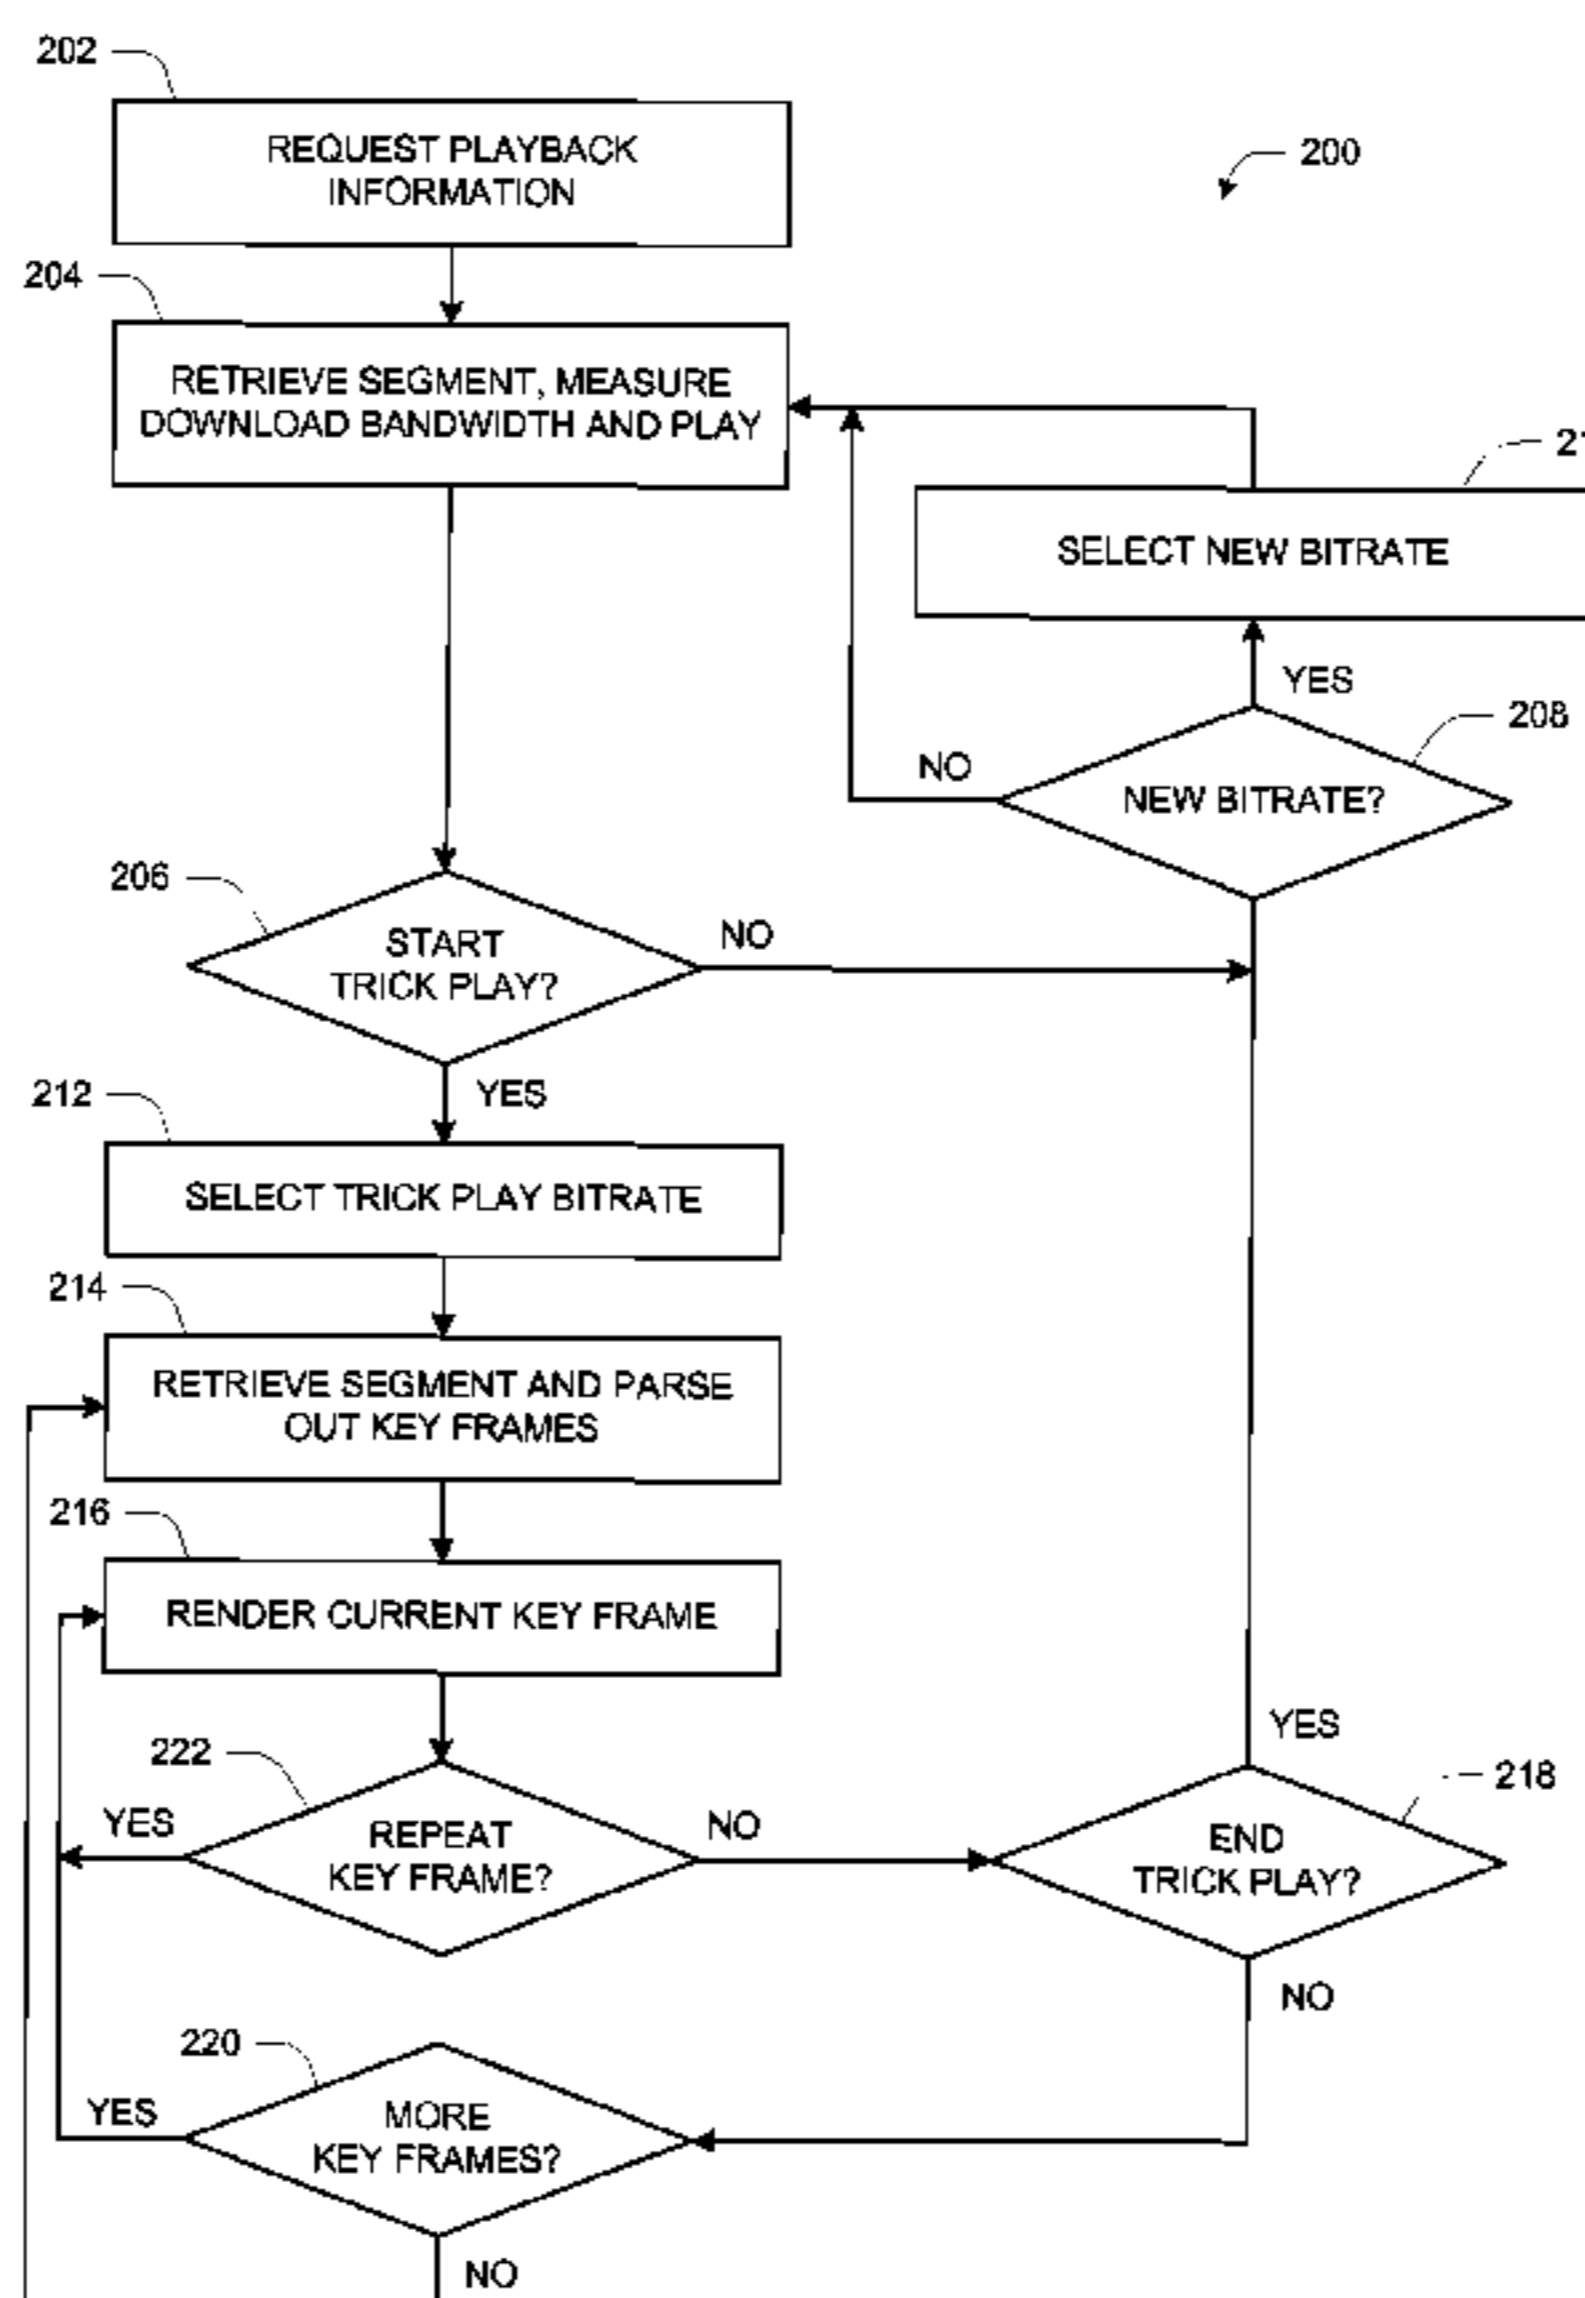 202
REQUEST PLAYBACK
INFORMATION
200
204
RETRIEVE SEGMENT, MEASURE
DOWNLOAD BANDWIDTH AND PLAY
SELECT NEW BITRATE
YES
208
NO
NEW BITRATE?
206
START
TRICK PLAY?
NO
YES
212
SELECT TRICK PLAY BITRATE
214
RETRIEVE SEGMENT AND PARSE
OUT KEY FRAMES
216
RENDER CURRENT KEY FRAME
222
YES
REPEAT
KEY FRAME?
NO
YES
218
END
TRICK PLAY?
NO
220
YES
MORE
KEY FRAMES?
NO